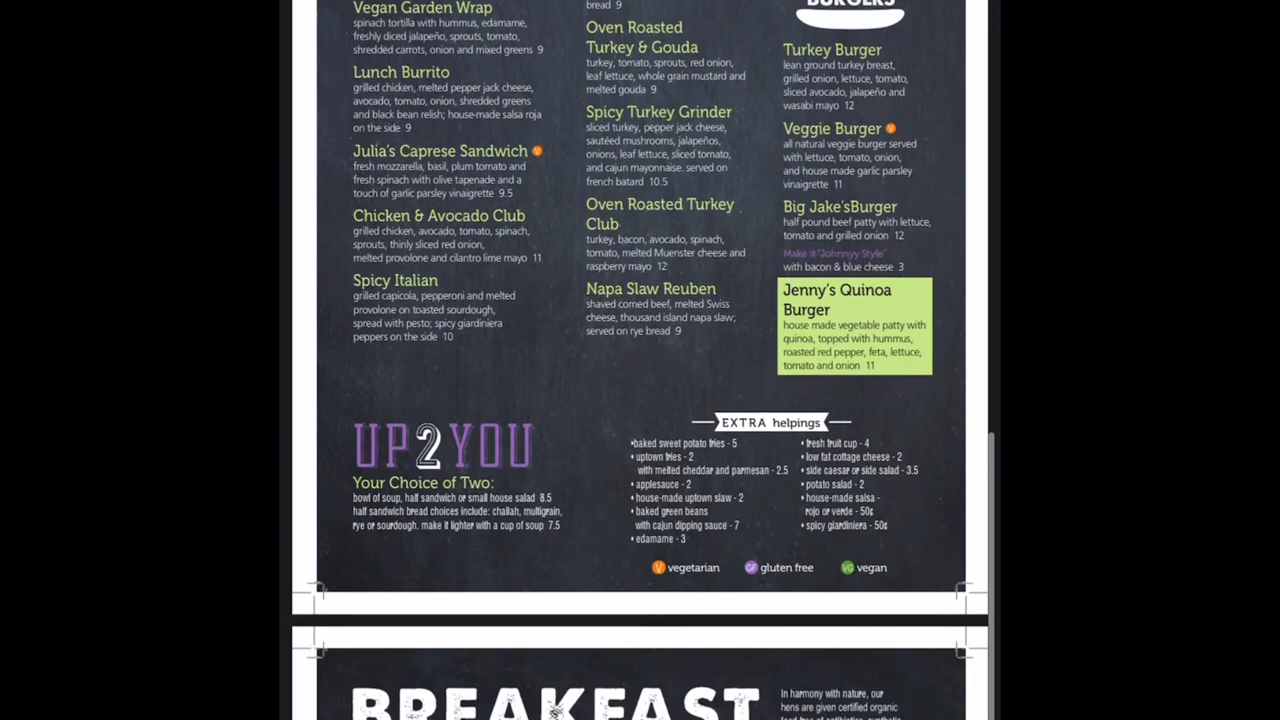 Vegan Garden Wrap
spinach tortilla with hummus, edamame,
freshly diced jalapeño, sprouts, tomato,
shredded carrots, onion and mixed greens 9
Lunch Burrito
grilled chicken, melted pepper jack cheese,
avocado, tomato, onion, shredded greens
and black bean relish; house-made salsa roja
on the side 9
Julia's Caprese Sandwich V
fresh mozzarella, basil, plum tomato and
fresh spinach with olive tapenade and a
touch of garlic parsley vinaigrette 9.5
Chicken & Avocado Club
grilled chicken, avocado, tomato, spinach,
sprouts, thinly sliced red onion,
melted provolone and cilantro lime mayo 11
Spicy Italian
grilled capicola, pepperoni and melted
provolone on toasted sourdough,
spread with pesto; spicy giardiniera
peppers on the side 10
bread 9
Oven Roasted
Turkey & Gouda
turkey, tomato, sprouts, red onion,
leaf lettuce, whole grain mustard and
melted gouda 9
Spicy Turkey Grinder
sliced turkey, pepper jack cheese,
sautéed mushrooms, jalapeños,
onions, leaf lettuce, sliced tomato,
and cajun mayonnaise. served on
french batard 10.5
Oven Roasted Turkey
Club
turkey, bacon, avocado, spinach,
tomato, melted Muenster cheese and
raspberry mayo 12
Napa Slaw Reuben
shaved corned beef, melted Swiss
cheese, thousand island napa slaw;
served on rye bread 9
BURGERS
Turkey Burger
lean ground turkey breast,
grilled onion, lettuce, tomato,
sliced avocado, jalapeño and
wasabi mayo 12
Veggie Burger V
all natural veggie burger served
with lettuce, tomato, onion,
and house made garlic parsley
vinaigrette 11
Big Jake'sBurger
half pound beef patty with lettuce,
tomato and grilled onion 12
Make it "Johnnyy Style"
with bacon & blue cheese 3
Jenny's Quinoa
Burger
house made vegetable patty with
quinoa, topped with hummus,
roasted red pepper, feta, lettuce,
tomato and onion 11
UP2YOU
Your Choice of Two:
bowl of soup, half sandwich or small house salad 8.5
half sandwich bread choices include: challah, multigrain,
rye or sourdough. make it lighter with a cup of soup 7.5
EXTRA helpings
•baked sweet potato fries - 5
• uptown fries - 2
with melted cheddar and parmesan - 2.5
• applesauce - 2
• house-made uptown slaw - 2
• baked green beans
with cajun dipping sauce - 7
• edamame - 3
• fresh fruit cup - 4
• low fat cottage cheese - 2
• side caesar or side salad - 3.5
• potato salad - 2
• house-made salsa -
rojo or verde - 50¢
• spicy giardiniera - 50¢
V vegetarian GF gluten free VG vegan
BREAKFAST
In harmony with nature, our
hens are given certified organic
feed free of antibiotics, synthetic